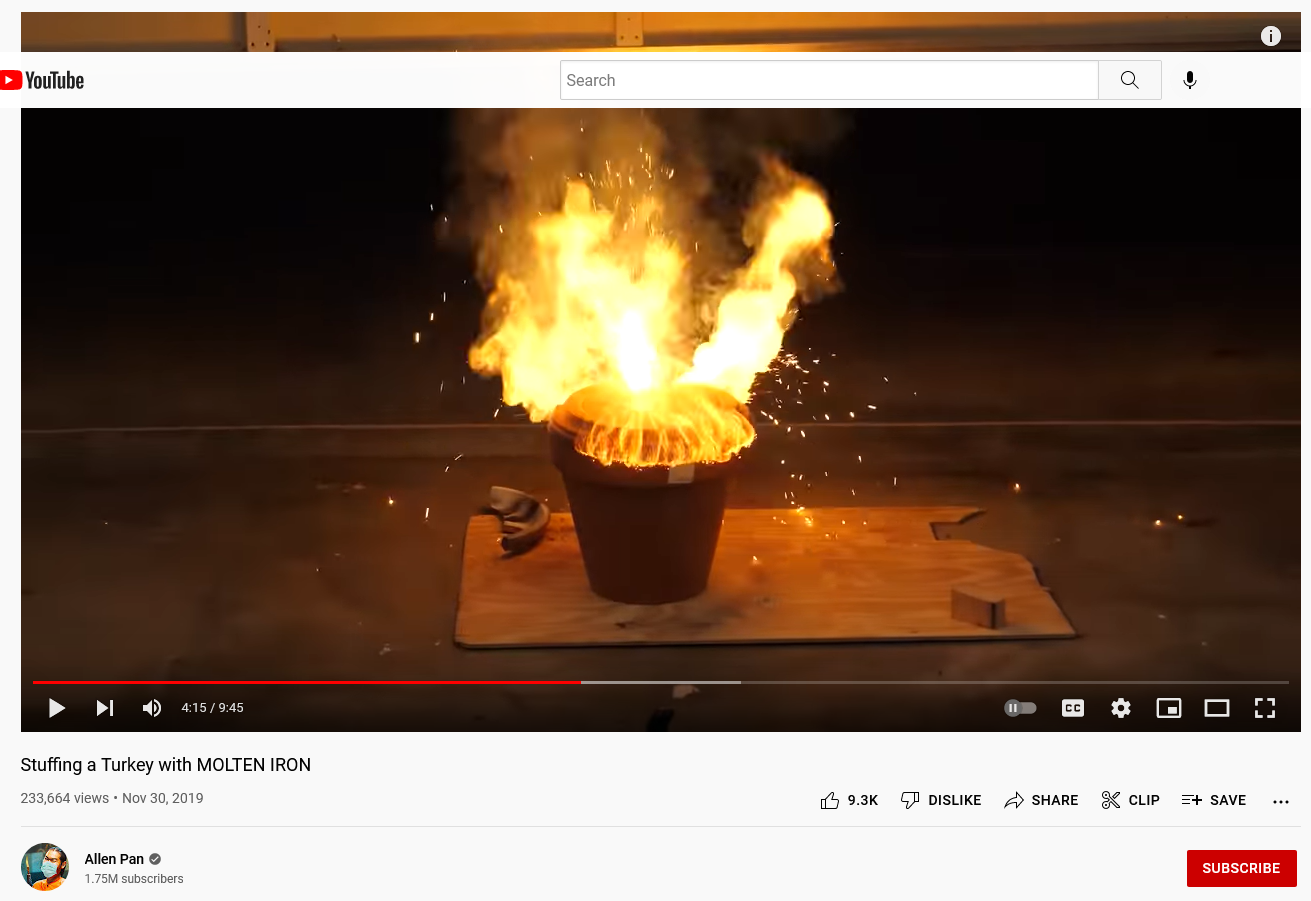 YouTube
Search
4:15 / 9:45
CC
Stuffing a Turkey with MOLTEN IRON
233,664 views • Nov 30, 2019
9.3K DISLIKE SHARE CLIP SAVE
Allen Pan
1.75M subscribers
SUBSCRIBE